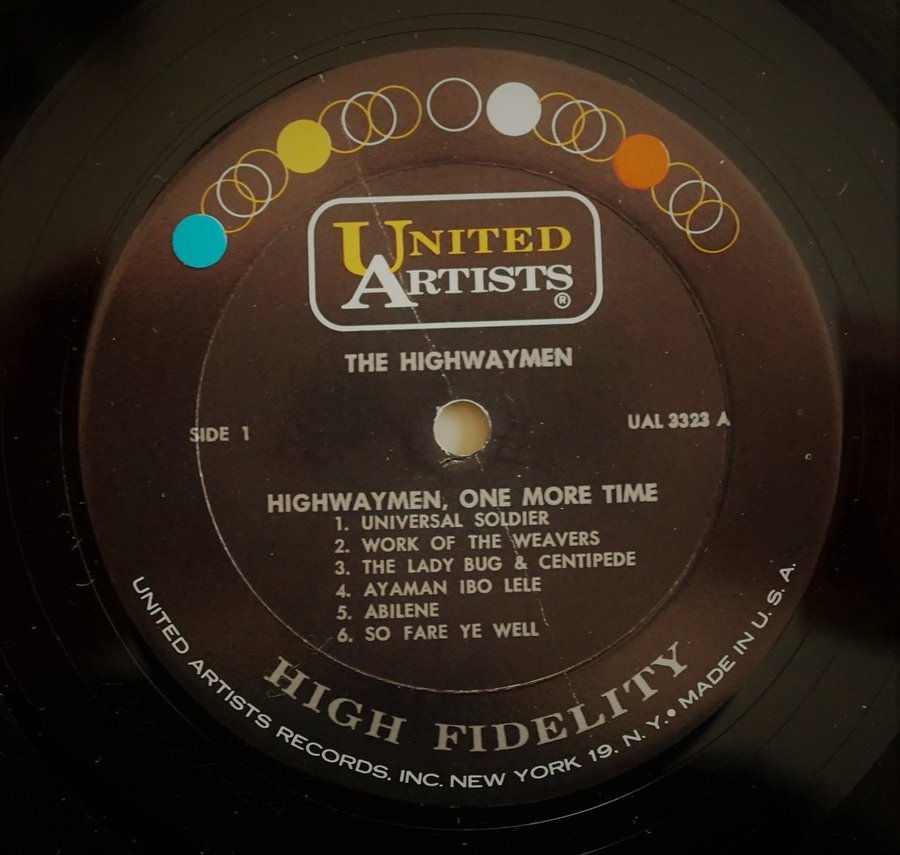 UNITED
ARTISTS
®
THE HIGHWAYMEN
SIDE 1
UAL 3323 A
HIGHWAYMEN, ONE MORE TIME
1. UNIVERSAL SOLDIER
2. WORK OF THE WEAVERS
3. THE LADY BUG & CENTIPEDE
4. AYAMAN IBO LELE
5. ABILENE
6. SO FARE YE WELL
HIGH FIDELITY
UNITED ARTISTS RECORDS, INC. NEW YORK 19, N. Y. • MADE IN U. S. A.